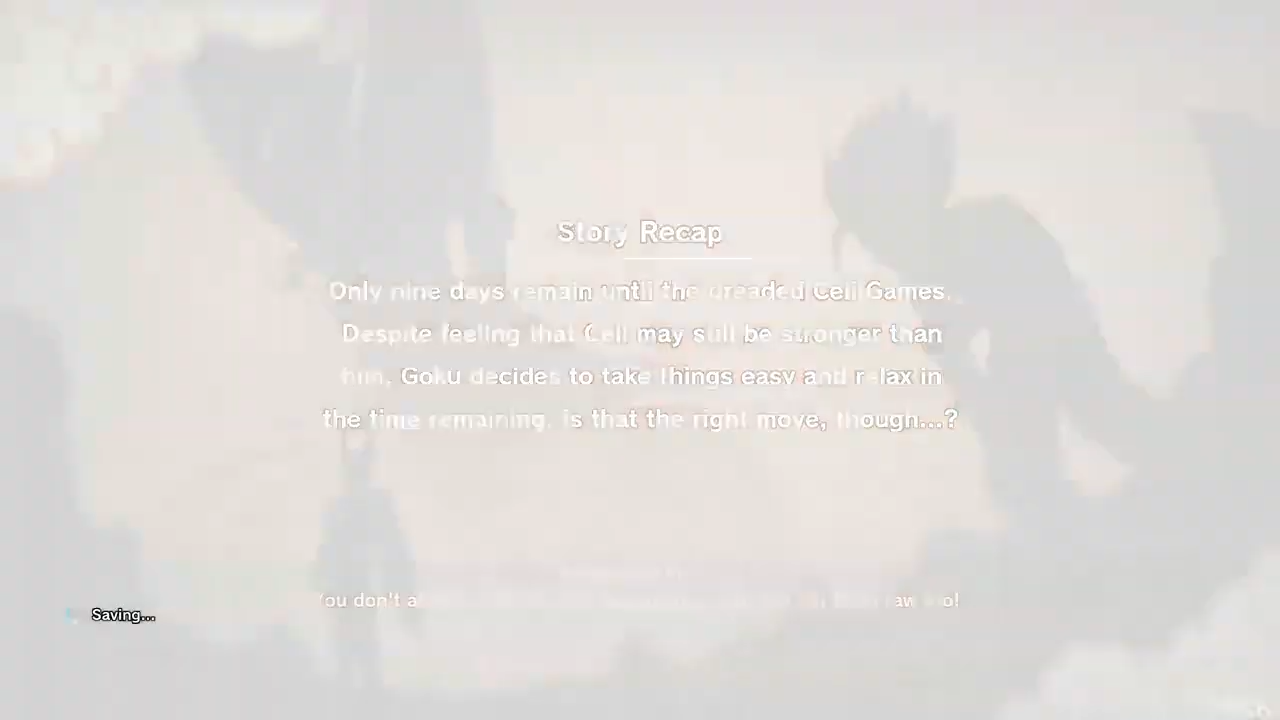 Story Recap
Only nine days remain until the dreaded Cell Games.
Despite feeling that Cell may still be stronger than
him, Goku decides to take things easy and relax in
the time remaining. Is that the right move, though...?
You don't
Saving...